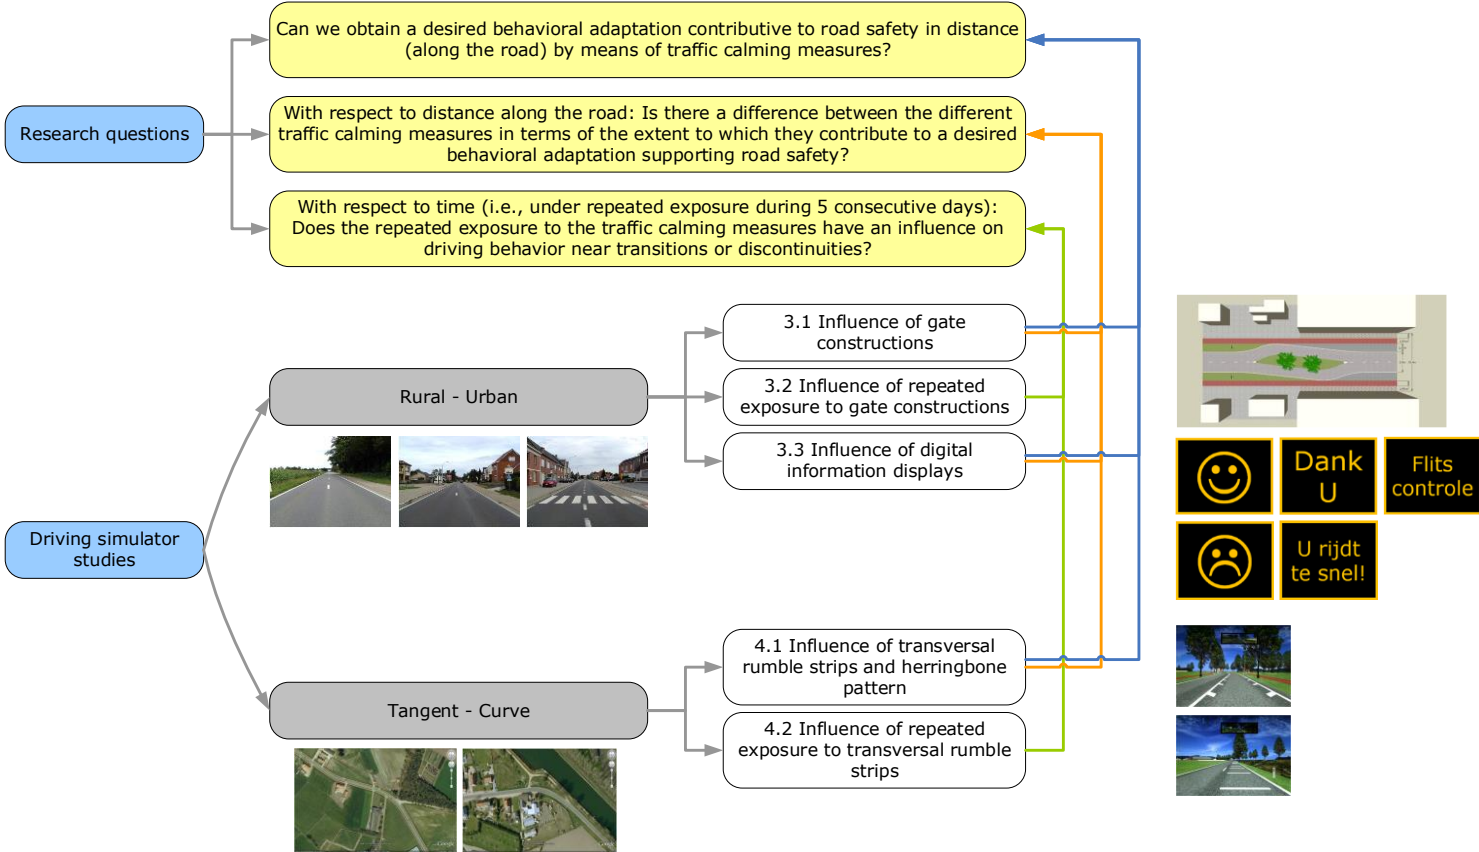 Can we obtain a desired behavioral adaptation contributive to road safety in distance
(along the road) by means of traffic calming measures?
Research questions
With respect to distance along the road: Is there a difference between the different
traffic calming measures in terms of the extent to which they contribute to a desired
behavioral adaptation supporting road safety?
With respect to time (i.e., under repeated exposure during 5 consecutive days):
Does the repeated exposure to the traffic calming measures have an influence on
driving behavior near transitions or discontinuities?
3.1 Influence of gate
constructions
Rural - Urban
3.2 Influence of repeated
exposure to gate constructions
3.3 Influence of digital
information displays
Dank
U
Flits
controle
U rijdt
te snel!
Driving simulator
studies
4.1 Influence of transversal
rumble strips and herringbone
pattern
Tangent - Curve
4.2 Influence of repeated
exposure to transversal rumble
strips